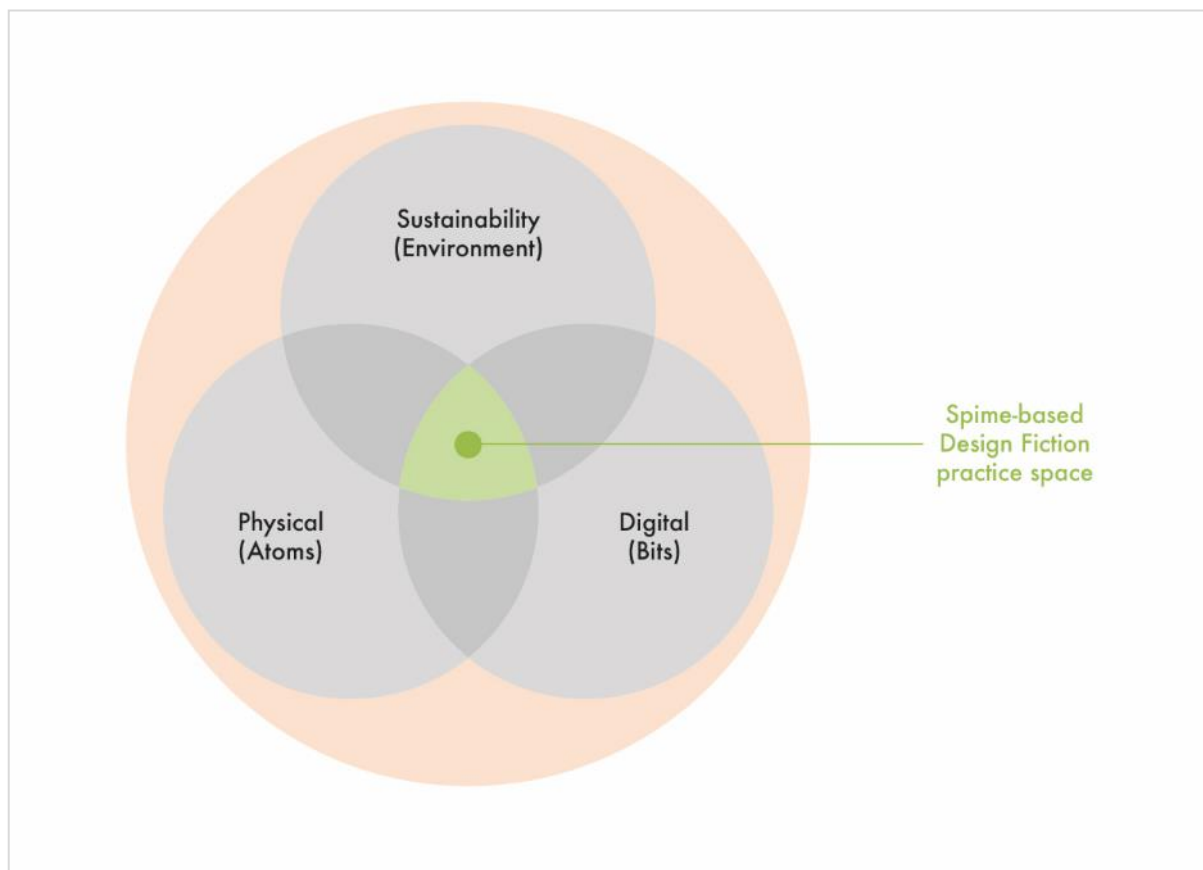 Sustainability
(Environment)
Physical
(Atoms)
Digital
(Bits)
Spime-based
Design Fiction
practice space